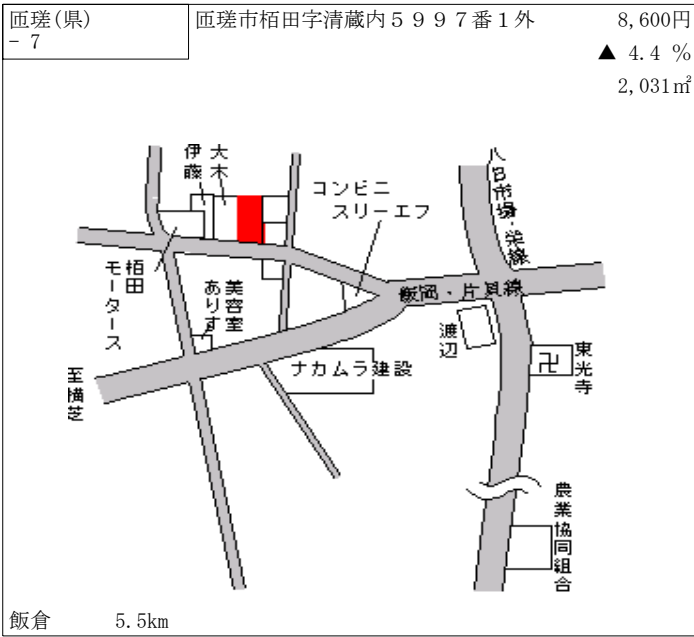 匝瑳(県)
- 7
匝瑳市栢田字清蔵内５９９７番１外
8,600円
▲ 4.4 %
2,031㎡
伊藤
大木
コンビニ
スリーエフ
八日市場・栄線
栢田
モータース
美容室
ありす
飯岡・片貝線
渡辺
卍
東光寺
至横芝
ナカムラ建設
農業協同組合
飯倉
5.5km